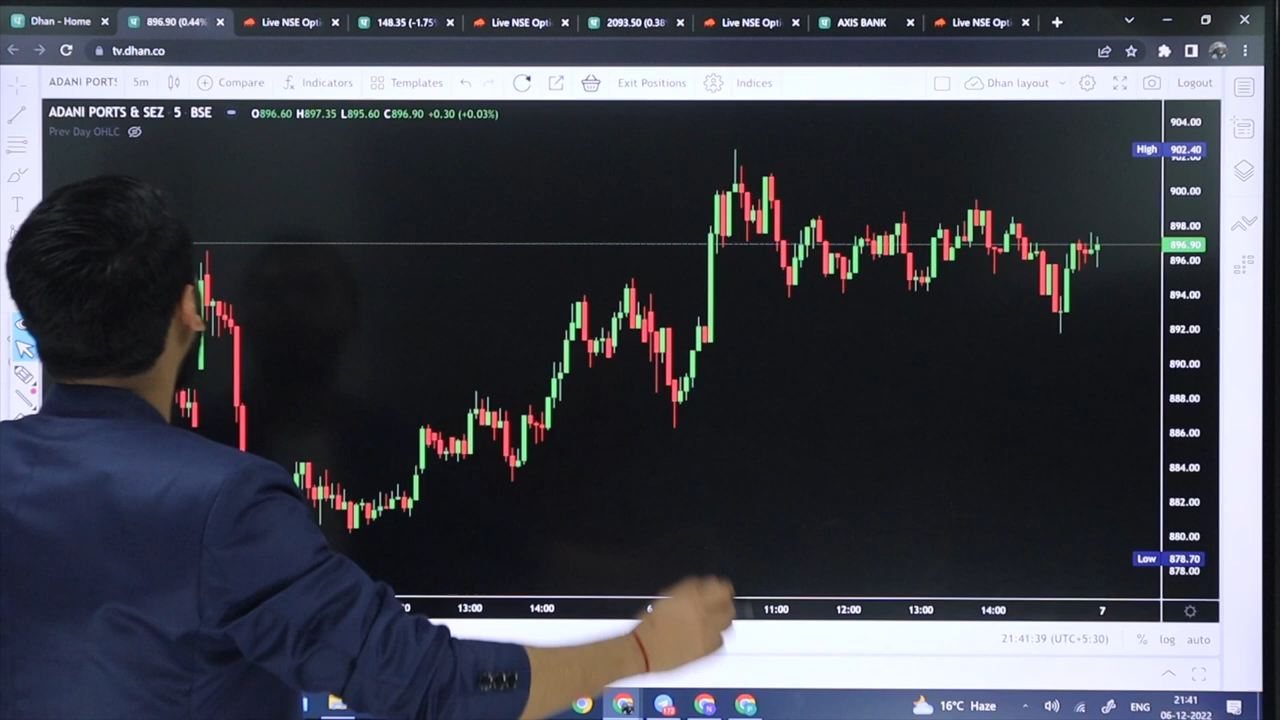 Dhan - Home
896.90 (0.44%
Live NSE Opti
148.35 (-1.75%
Live NSE Opti
2093.50 (0.38%
Live NSE Opti
AXIS BANK
Live NSE Opti
tv.dhan.co
ADANI PORTS
5m
Compare
Indicators
Templates
Exit Positions
Indices
Dhan layout
Logout
ADANI PORTS & SEZ 5 BSE
O896.60 H897.35 L895.60 C896.90 +0.30 (+0.03%)
Prev Day OHLC
904.00
High 902.40
902.00
900.00
898.00
896.90
896.00
894.00
892.00
890.00
888.00
886.00
884.00
882.00
880.00
Low 878.70
878.00
13:00 14:00 6 11:00 12:00 13:00 14:00 7
21:41:39 (UTC+5:30) % log auto
16°C Haze
ENG
21:41
06-12-2022